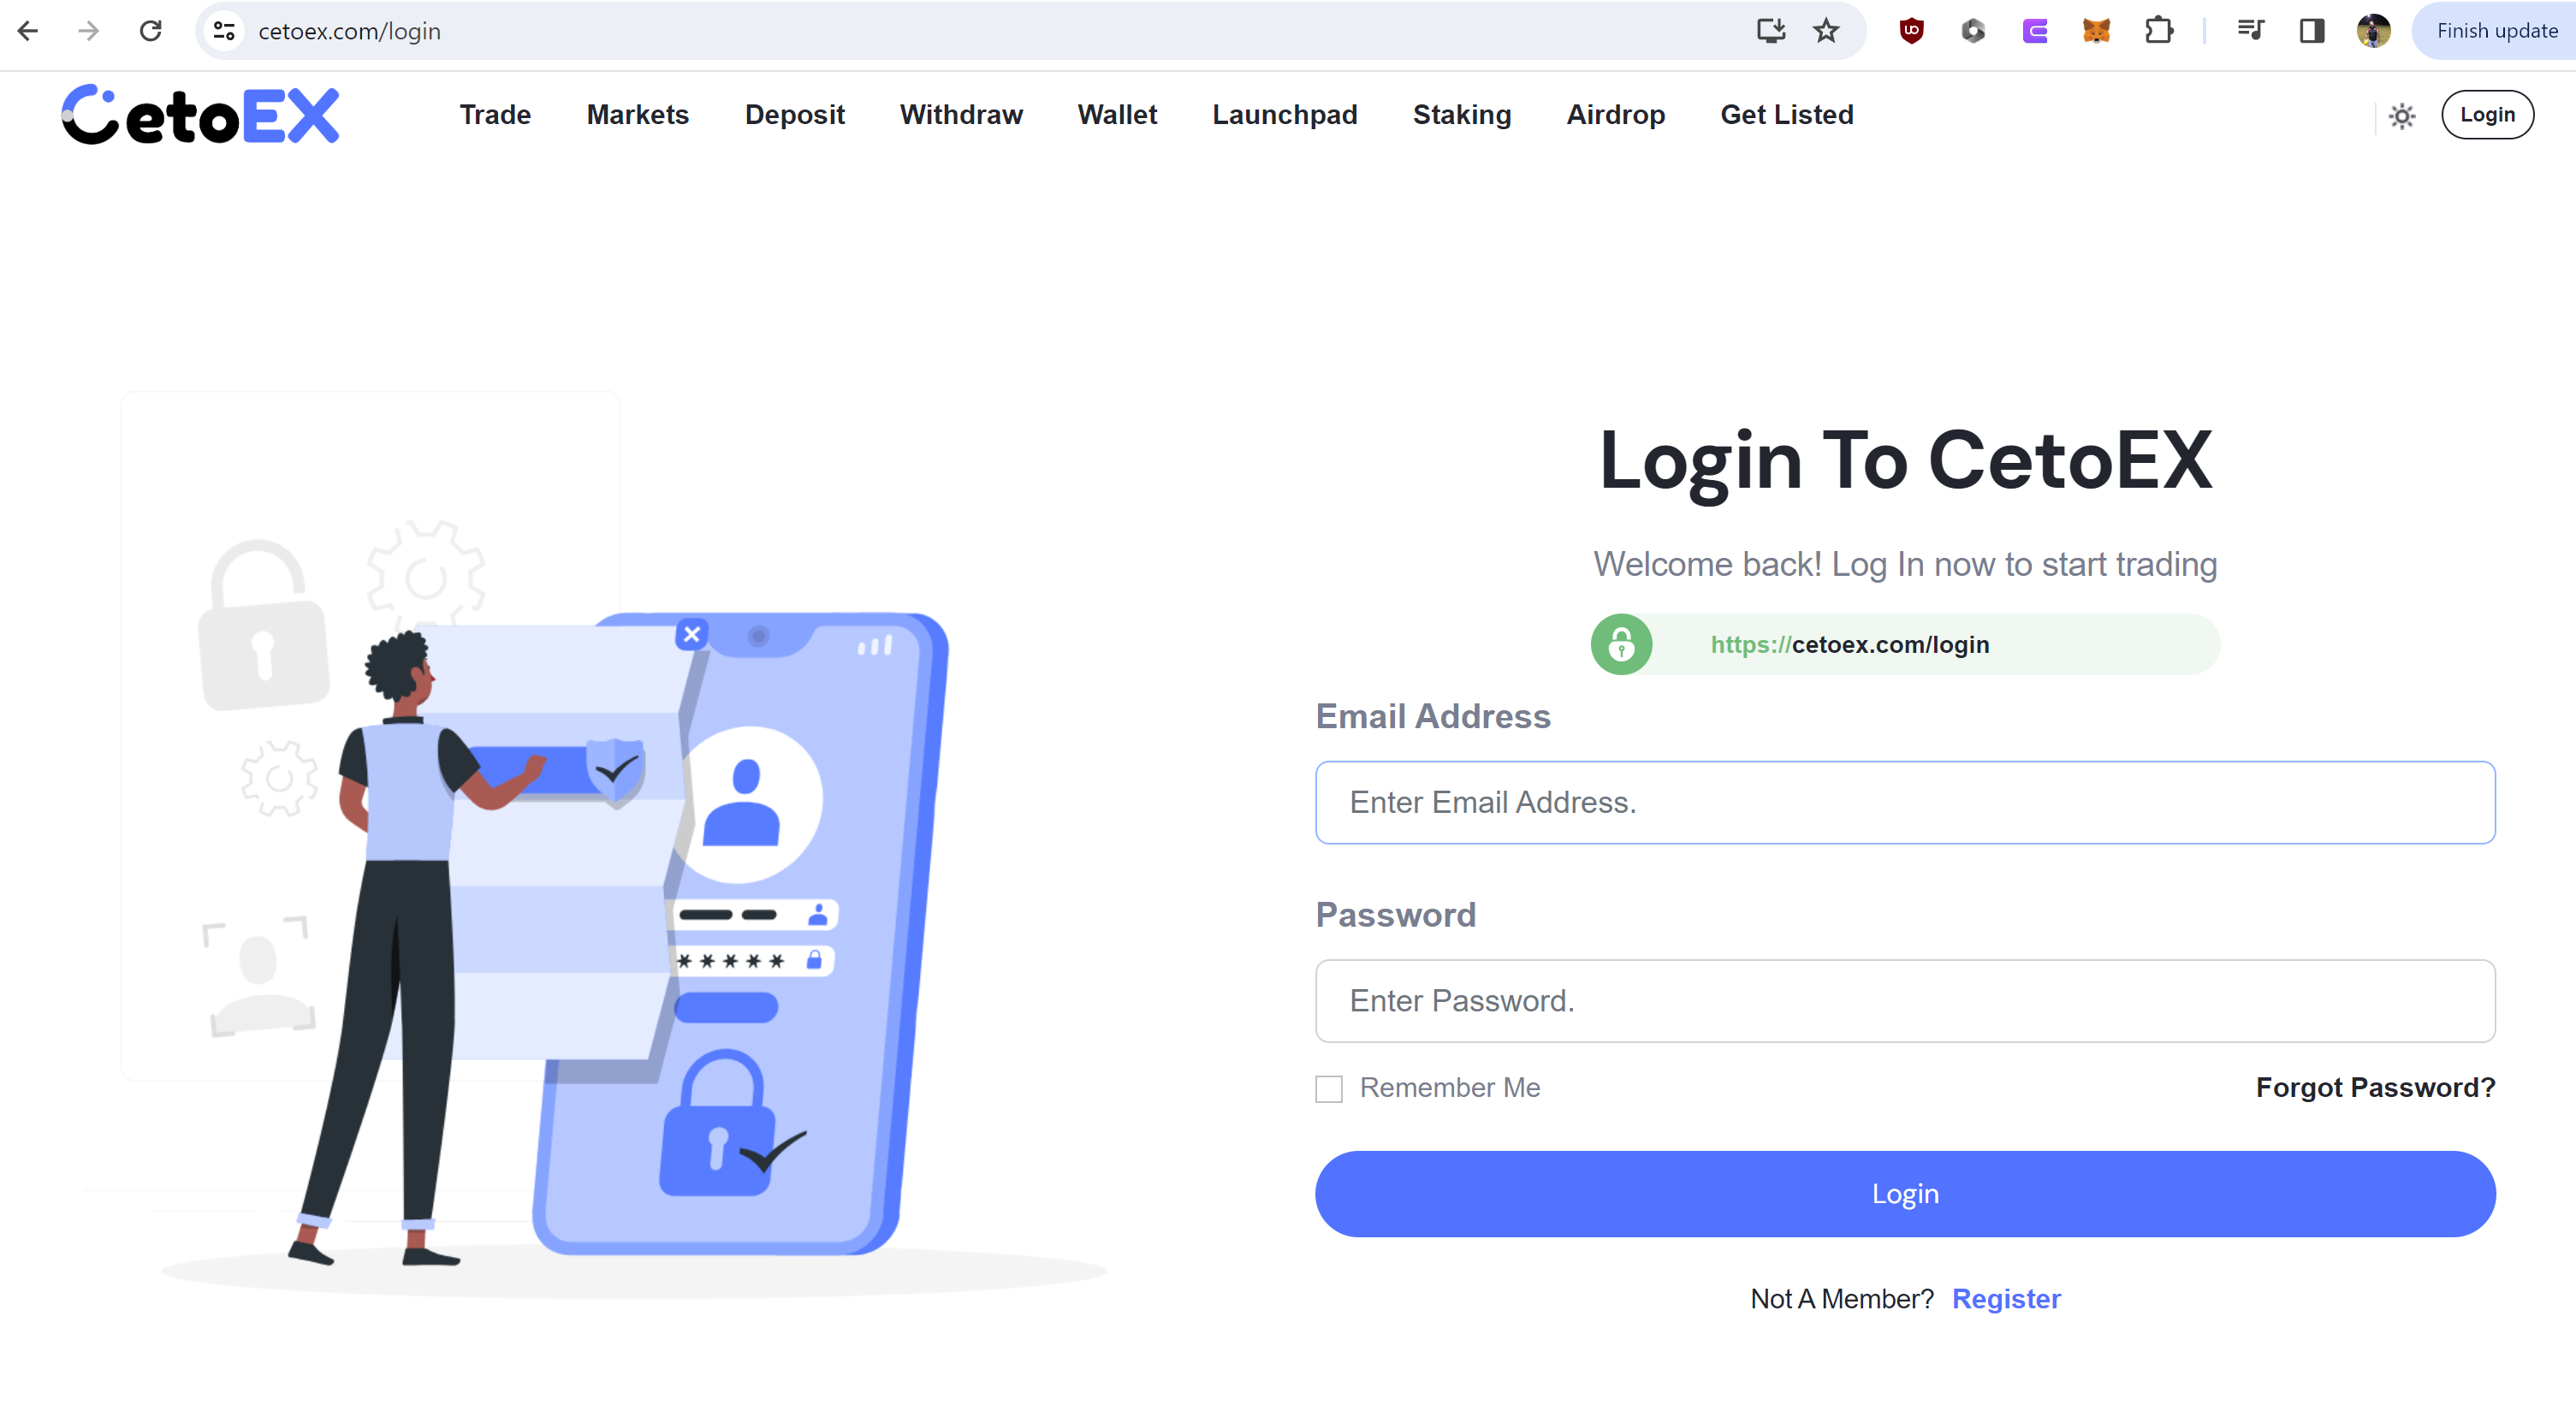 cetoex.com/login
Finish update
CetoEX
Trade Markets Deposit Withdraw Wallet Launchpad Staking Airdrop Get Listed
Login
Login To CetoEX
Welcome back! Log In now to start trading
https://cetoex.com/login
Email Address
Enter Email Address.
Password
Enter Password.
Remember Me
Forgot Password?
Login
Not A Member? Register